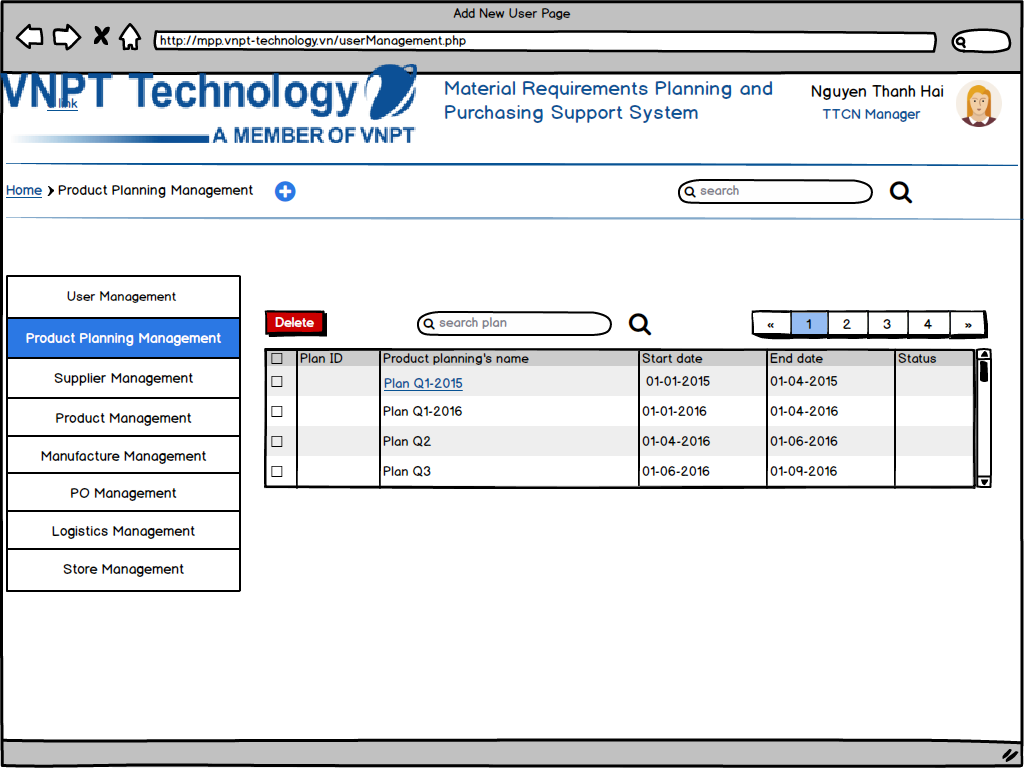 Add New User Page
http://mpp.vnpt-technology.vn/userManagement.php
VNPT Technology
link
A MEMBER OF VNPT
Material Requirements Planning and
Purchasing Support System
Nguyen Thanh Hai
TTCN Manager
Home Product Planning Management
search
User Management
Product Planning Management
Supplier Management
Product Management
Manufacture Management
PO Management
Logistics Management
Store Management
Delete
search plan
« 1 2 3 4 »
Plan ID Product planning's name Start date End date Status
Plan Q1-2015 01-01-2015 01-04-2015
Plan Q1-2016 01-01-2016 01-04-2016
Plan Q2 01-04-2016 01-06-2016
Plan Q3 01-06-2016 01-09-2016